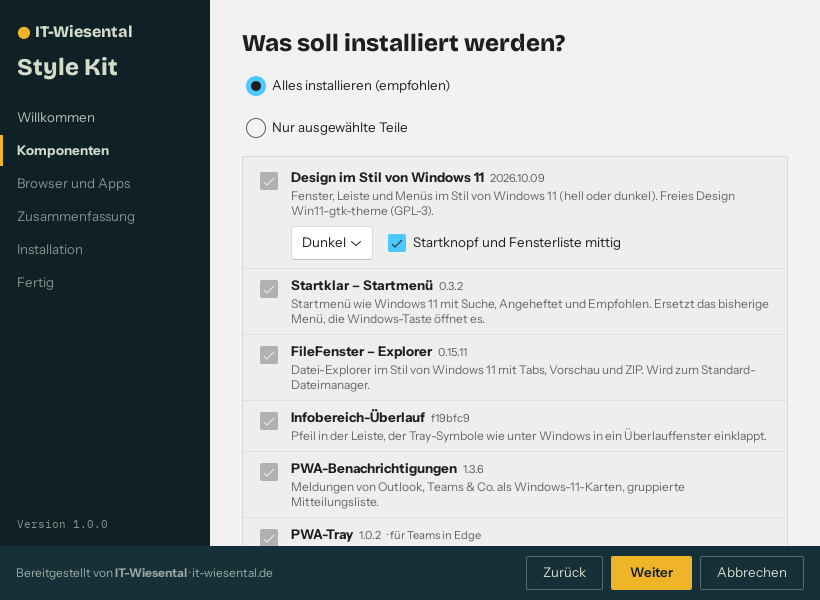 IT-Wiesental
Style Kit
Willkommen
Komponenten
Browser und Apps
Zusammenfassung
Installation
Fertig
Version 1.0.0
Was soll installiert werden?
Alles installieren (empfohlen)
Nur ausgewählte Teile
Design im Stil von Windows 11 2026.10.09
Fenster, Leiste und Menüs im Stil von Windows 11 (hell oder dunkel). Freies Design
Win11-gtk-theme (GPL-3).
Dunkel Startknopf und Fensterliste mittig
Startklar – Startmenü 0.3.2
Startmenü wie Windows 11 mit Suche, Angeheftet und Empfohlen. Ersetzt das bisherige
Menü, die Windows-Taste öffnet es.
FileFenster – Explorer 0.15.11
Datei-Explorer im Stil von Windows 11 mit Tabs, Vorschau und ZIP. Wird zum Standard-
Dateimanager.
Infobereich-Überlauf f19bfc9
Pfeil in der Leiste, der Tray-Symbole wie unter Windows in ein Überlauffenster einklappt.
PWA-Benachrichtigungen 1.3.6
Meldungen von Outlook, Teams & Co. als Windows-11-Karten, gruppierte
Mitteilungsliste.
PWA-Tray 1.0.2 · für Teams in Edge
Bereitgestellt von IT-Wiesental · it-wiesental.de
Zurück
Weiter
Abbrechen